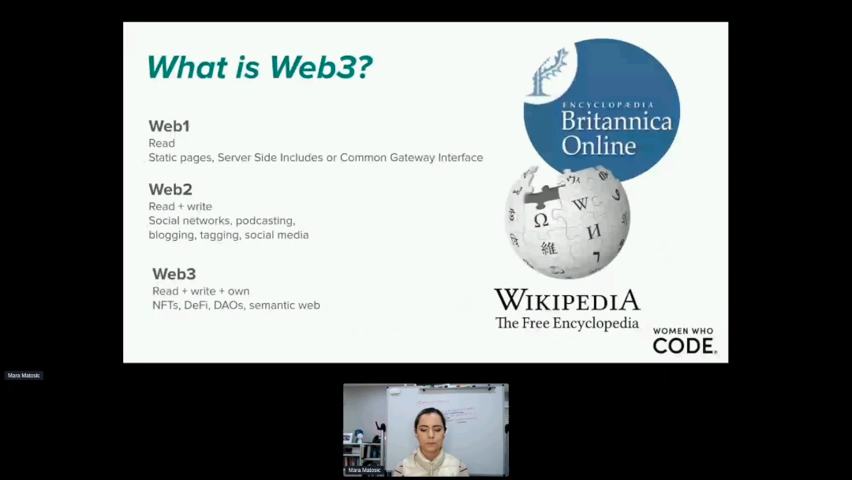 What is Web3?
Web1
Read
Static pages, Server Side Includes or Common Gateway Interface
Web2
Read + write
Social networks, podcasting,
blogging, tagging, social media
Web3
Read + write + own
NFTs, DeFi, DAOs, semantic web
ENCYCLOPÆDIA
Britannica
Online
Ω
W
И
維
WIKIPEDIA
The Free Encyclopedia
WOMEN WHO
CODE
Mara Matosic
Mara Matosic